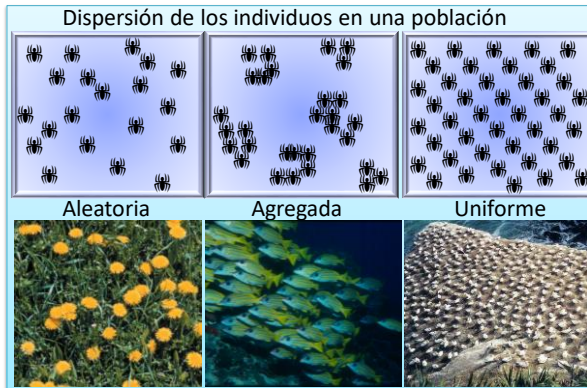 Dispersión de los individuos en una población
Aleatoria
Agregada
Uniforme